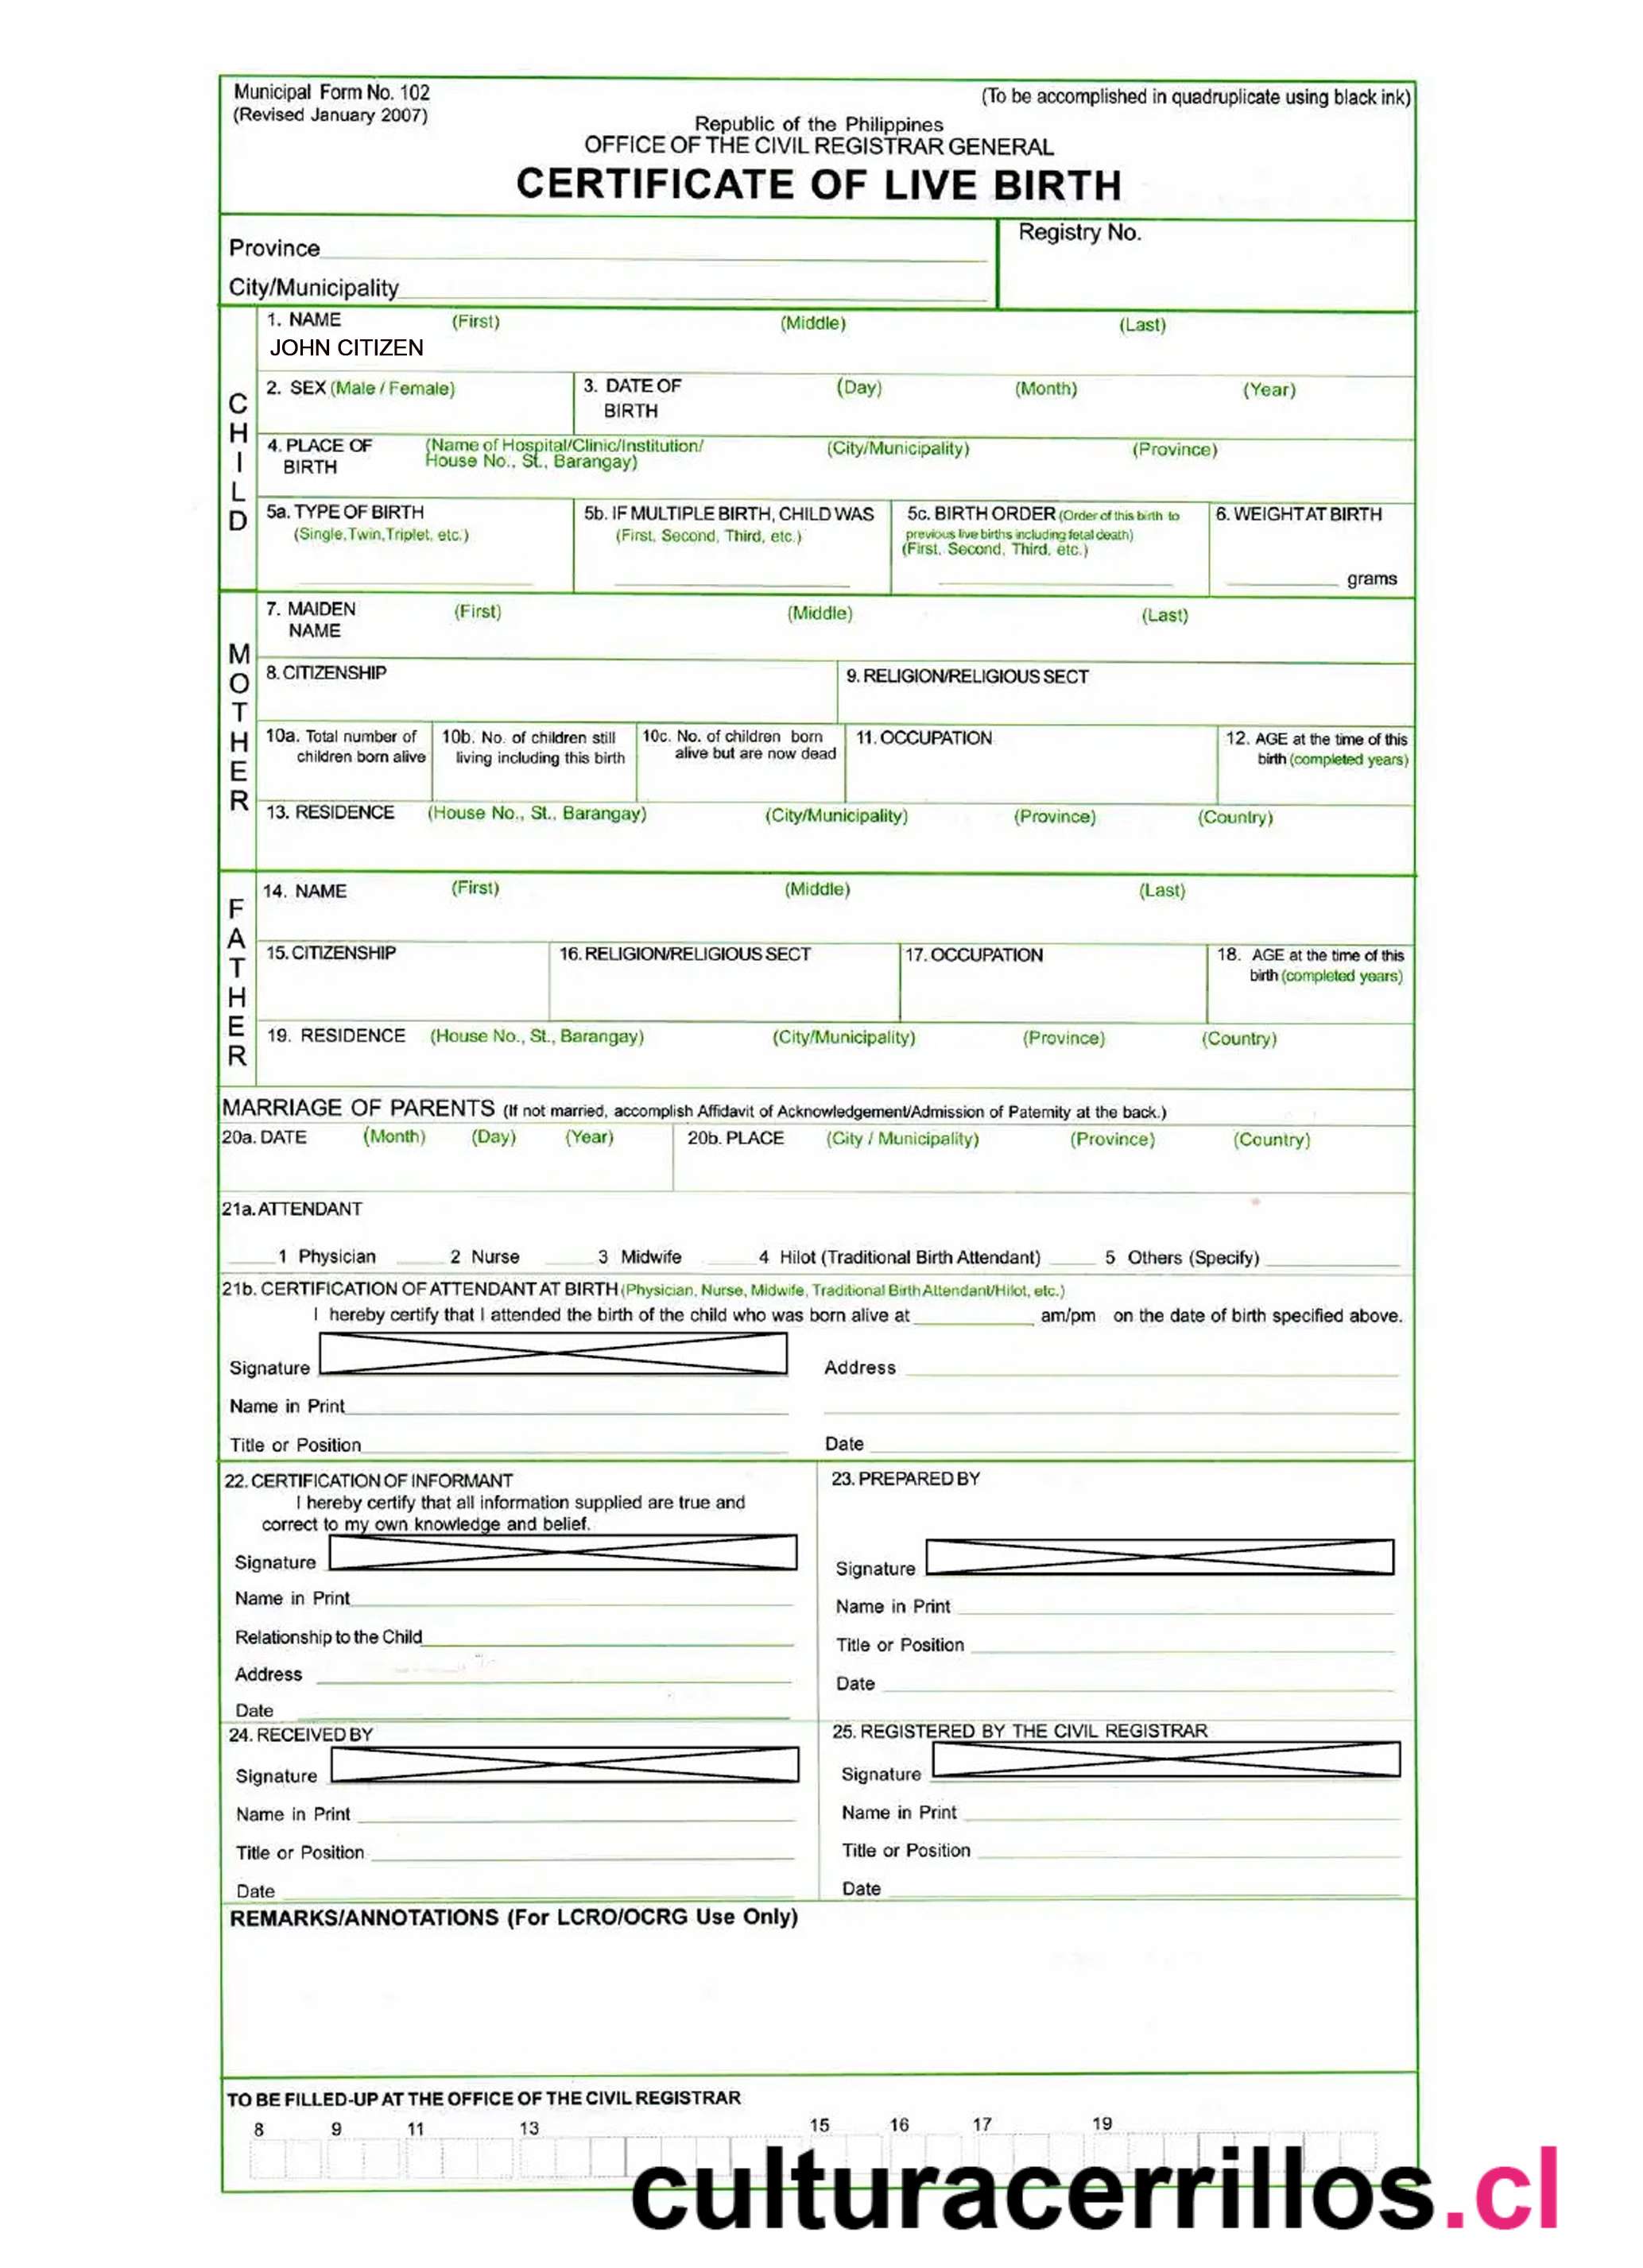 Municipal Form No. 102
(To be accomplished in quadruplicate using black ink)
(Revised January 2007)
Republic of the Philippines
OFFICE OF THE CIVIL REGISTRAR GENERAL
CERTIFICATE OF LIVE BIRTH
Province
Registry No.
City/Municipality
CHILD
1. NAME (First) (Middle) (Last)
JOHN CITIZEN
2. SEX (Male / Female) 3. DATE OF BIRTH (Day) (Month) (Year)
4. PLACE OF BIRTH (Name of Hospital/Clinic/Institution/ House No., St., Barangay) (City/Municipality) (Province)
5a. TYPE OF BIRTH
(Single, Twin, Triplet, etc.)
5b. IF MULTIPLE BIRTH, CHILD WAS
(First, Second, Third, etc.)
5c. BIRTH ORDER (Order of this birth to
previous live births including fetal death)
(First, Second, Third, etc.)
6. WEIGHT AT BIRTH
grams
MOTHER
7. MAIDEN NAME (First) (Middle) (Last)
8. CITIZENSHIP 9. RELIGION/RELIGIOUS SECT
10a. Total number of
children born alive
10b. No. of children still
living including this birth
10c. No. of children born
alive but are now dead
11. OCCUPATION
12. AGE at the time of this
birth (completed years)
13. RESIDENCE (House No., St., Barangay) (City/Municipality) (Province) (Country)
FATHER
14. NAME (First) (Middle) (Last)
15. CITIZENSHIP 16. RELIGION/RELIGIOUS SECT 17. OCCUPATION
18. AGE at the time of this
birth (completed years)
19. RESIDENCE (House No., St., Barangay) (City/Municipality) (Province) (Country)
MARRIAGE OF PARENTS (If not married, accomplish Affidavit of Acknowledgement/Admission of Paternity at the back.)
20a. DATE (Month) (Day) (Year) 20b. PLACE (City / Municipality) (Province) (Country)
21a. ATTENDANT
1 Physician 2 Nurse 3 Midwife 4 Hilot (Traditional Birth Attendant) 5 Others (Specify)
21b. CERTIFICATION OF ATTENDANT AT BIRTH (Physician, Nurse, Midwife, Traditional Birth Attendant/Hilot, etc.)
I hereby certify that I attended the birth of the child who was born alive at am/pm on the date of birth specified above.
Signature Address
Name in Print
Title or Position Date
22. CERTIFICATION OF INFORMANT
I hereby certify that all information supplied are true and
correct to my own knowledge and belief.
Signature
Name in Print
Relationship to the Child
Address
Date
23. PREPARED BY
Signature
Name in Print
Title or Position
Date
24. RECEIVED BY
Signature
Name in Print
Title or Position
Date
25. REGISTERED BY THE CIVIL REGISTRAR
Signature
Name in Print
Title or Position
Date
REMARKS/ANNOTATIONS (For LCRO/OCRG Use Only)
TO BE FILLED-UP AT THE OFFICE OF THE CIVIL REGISTRAR
8 9 11 13 15 16 17 19
culturacerrillos.cl